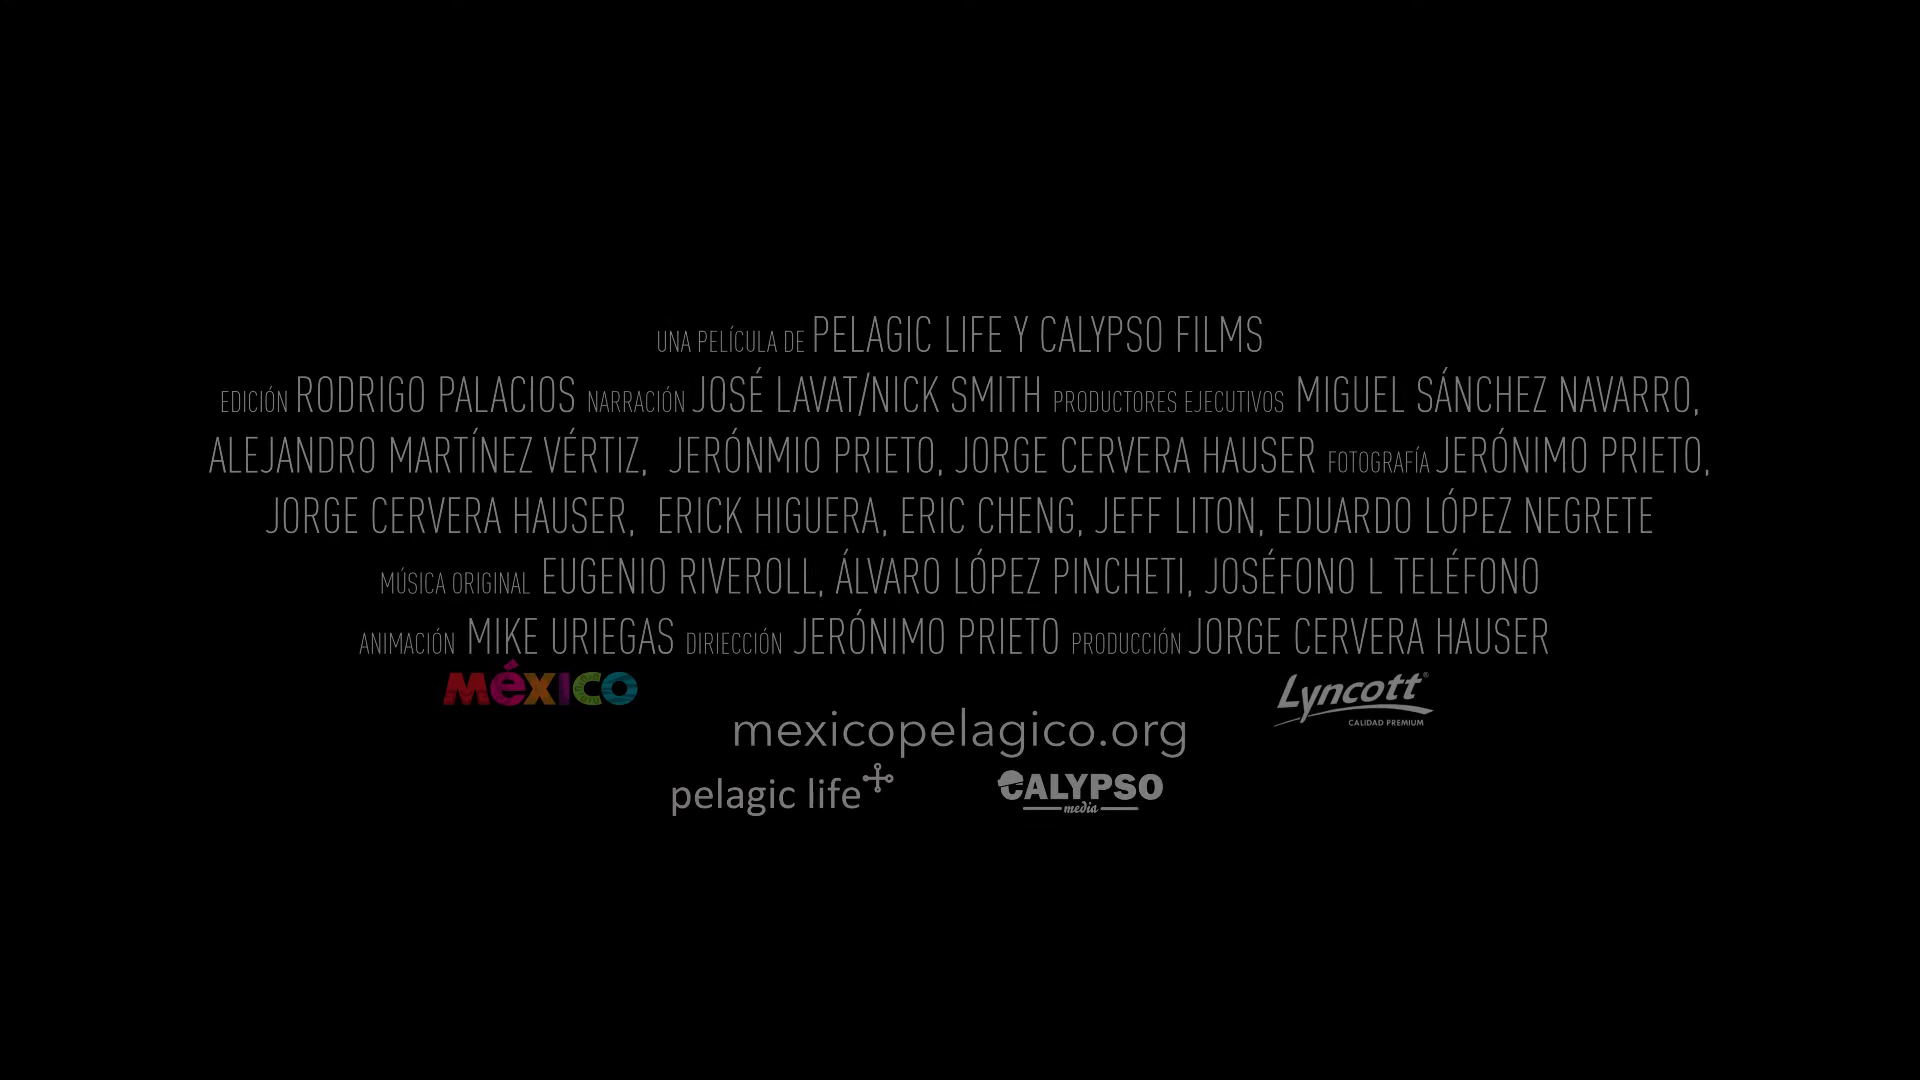 UNA PELÍCULA DE PELAGIC LIFE Y CALYPSO FILMS
EDICIÓN RODRIGO PALACIOS NARRACIÓN JOSÉ LAVAT/NICK SMITH PRODUCTORES EJECUTIVOS MIGUEL SÁNCHEZ NAVARRO,
ALEJANDRO MARTÍNEZ VÉRTIZ, JERÓNMIO PRIETO, JORGE CERVERA HAUSER FOTOGRAFÍA JERÓNIMO PRIETO,
JORGE CERVERA HAUSER, ERICK HIGUERA, ERIC CHENG, JEFF LITON, EDUARDO LÓPEZ NEGRETE
MÚSICA ORIGINAL EUGENIO RIVEROLL, ÁLVARO LÓPEZ PINCHETI, JOSÉFONO L TELÉFONO
ANIMACIÓN MIKE URIEGAS DIRIECCIÓN JERÓNIMO PRIETO PRODUCCIÓN JORGE CERVERA HAUSER
MéXICO
Lyncott®
CALIDAD PREMIUM
mexicopelagico.org
pelagic life
CALYPSO
media